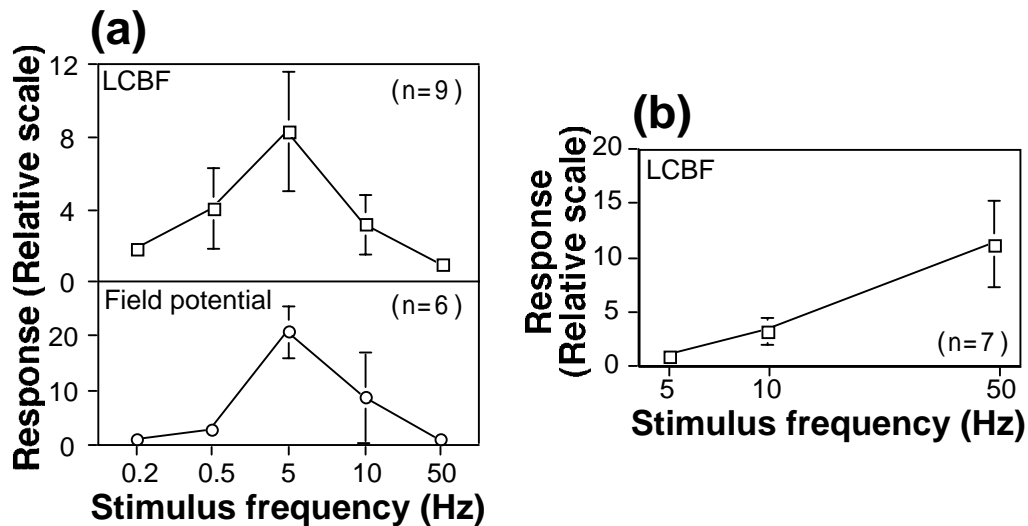 (a)
Response (Relative scale)
12
8
4
0
LCBF
(n=9)
20
10
0
Field potential
(n=6)
0.2 0.5 5 10 50
Stimulus frequency (Hz)
(b)
Response
(Relative scale)
20
15
10
5
0
LCBF
(n=7)
5 10 50
Stimulus frequency (Hz)